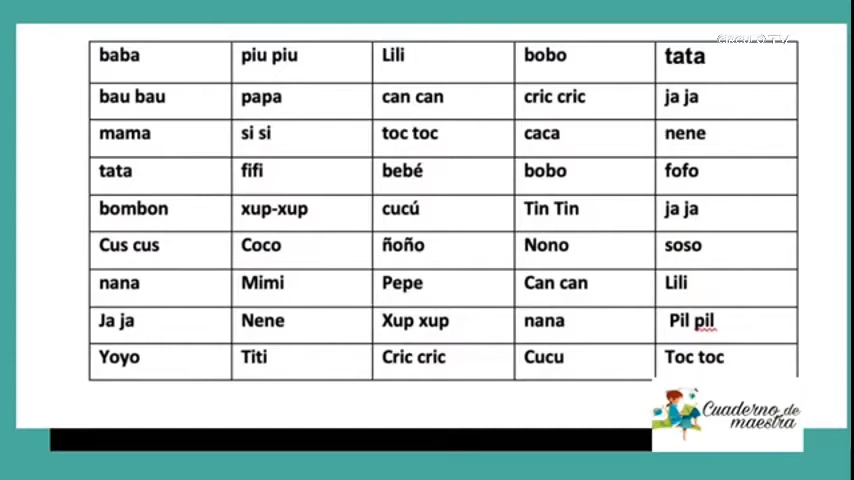 CÍRCULO TV
baba piu piu Lili bobo tata
bau bau papa can can cric cric ja ja
mama si si toc toc caca nene
tata fifi bebé bobo fofo
bombon xup-xup cucú Tin Tin ja ja
Cus cus Coco ñoño Nono soso
nana Mimi Pepe Can can Lili
Ja ja Nene Xup xup nana Pil pil
Yoyo Titi Cric cric Cucu Toc toc
Cuaderno de
maestra